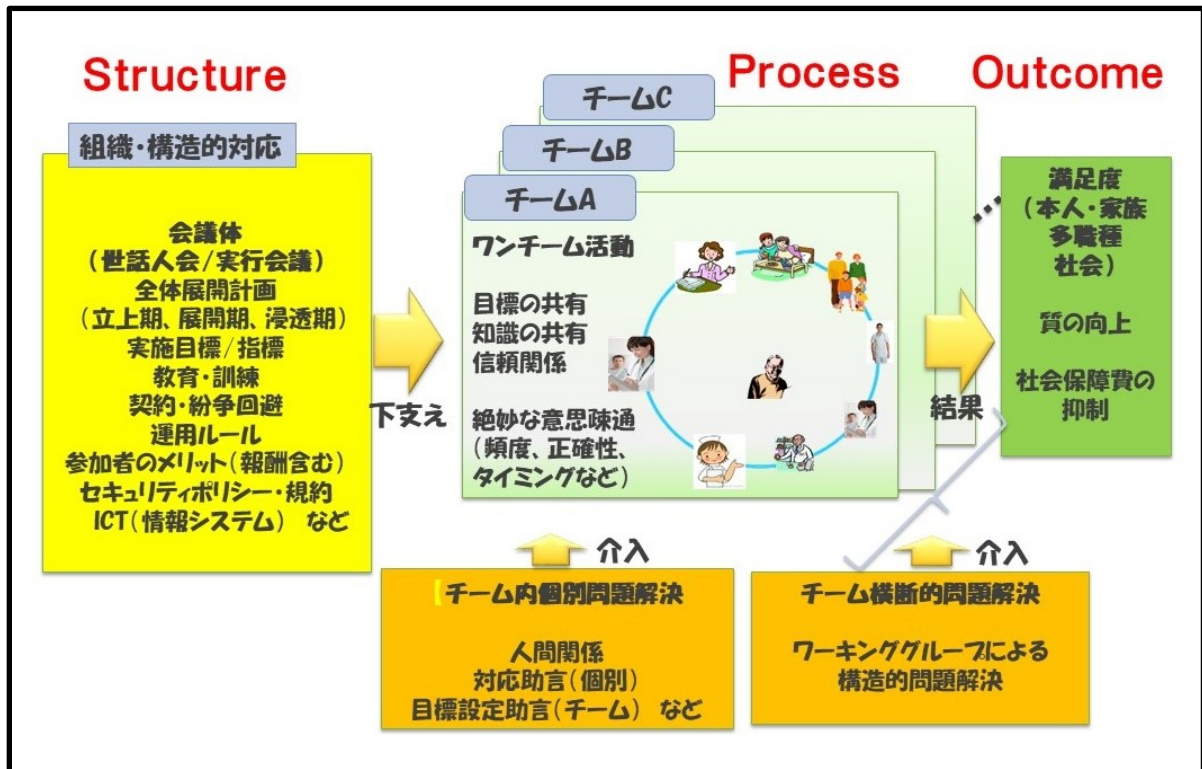 Structure
組織・構造的対応
会議体
(世話人会/実行会議)
全体展開計画
(立上期、展開期、浸透期)
実施目標/指標
教育・訓練
契約・紛争回避
運用ルール
参加者のメリット(報酬含む)
セキュリティポリシー・規約
ICT(情報システム) など
下支え
Process
チームC
チームB
チームA
ワンチーム活動
目標の共有
知識の共有
信頼関係
絶妙な意思疎通
(頻度、正確性、
タイミングなど)
結果
Outcome
満足度
(本人・家族
多職種
社会)
質の向上
社会保障費の
抑制
介入
【チーム内個別問題解決
人間関係
対応助言(個別)
目標設定助言(チーム) など
介入
チーム横断的問題解決
ワーキンググループによる
構造的問題解決